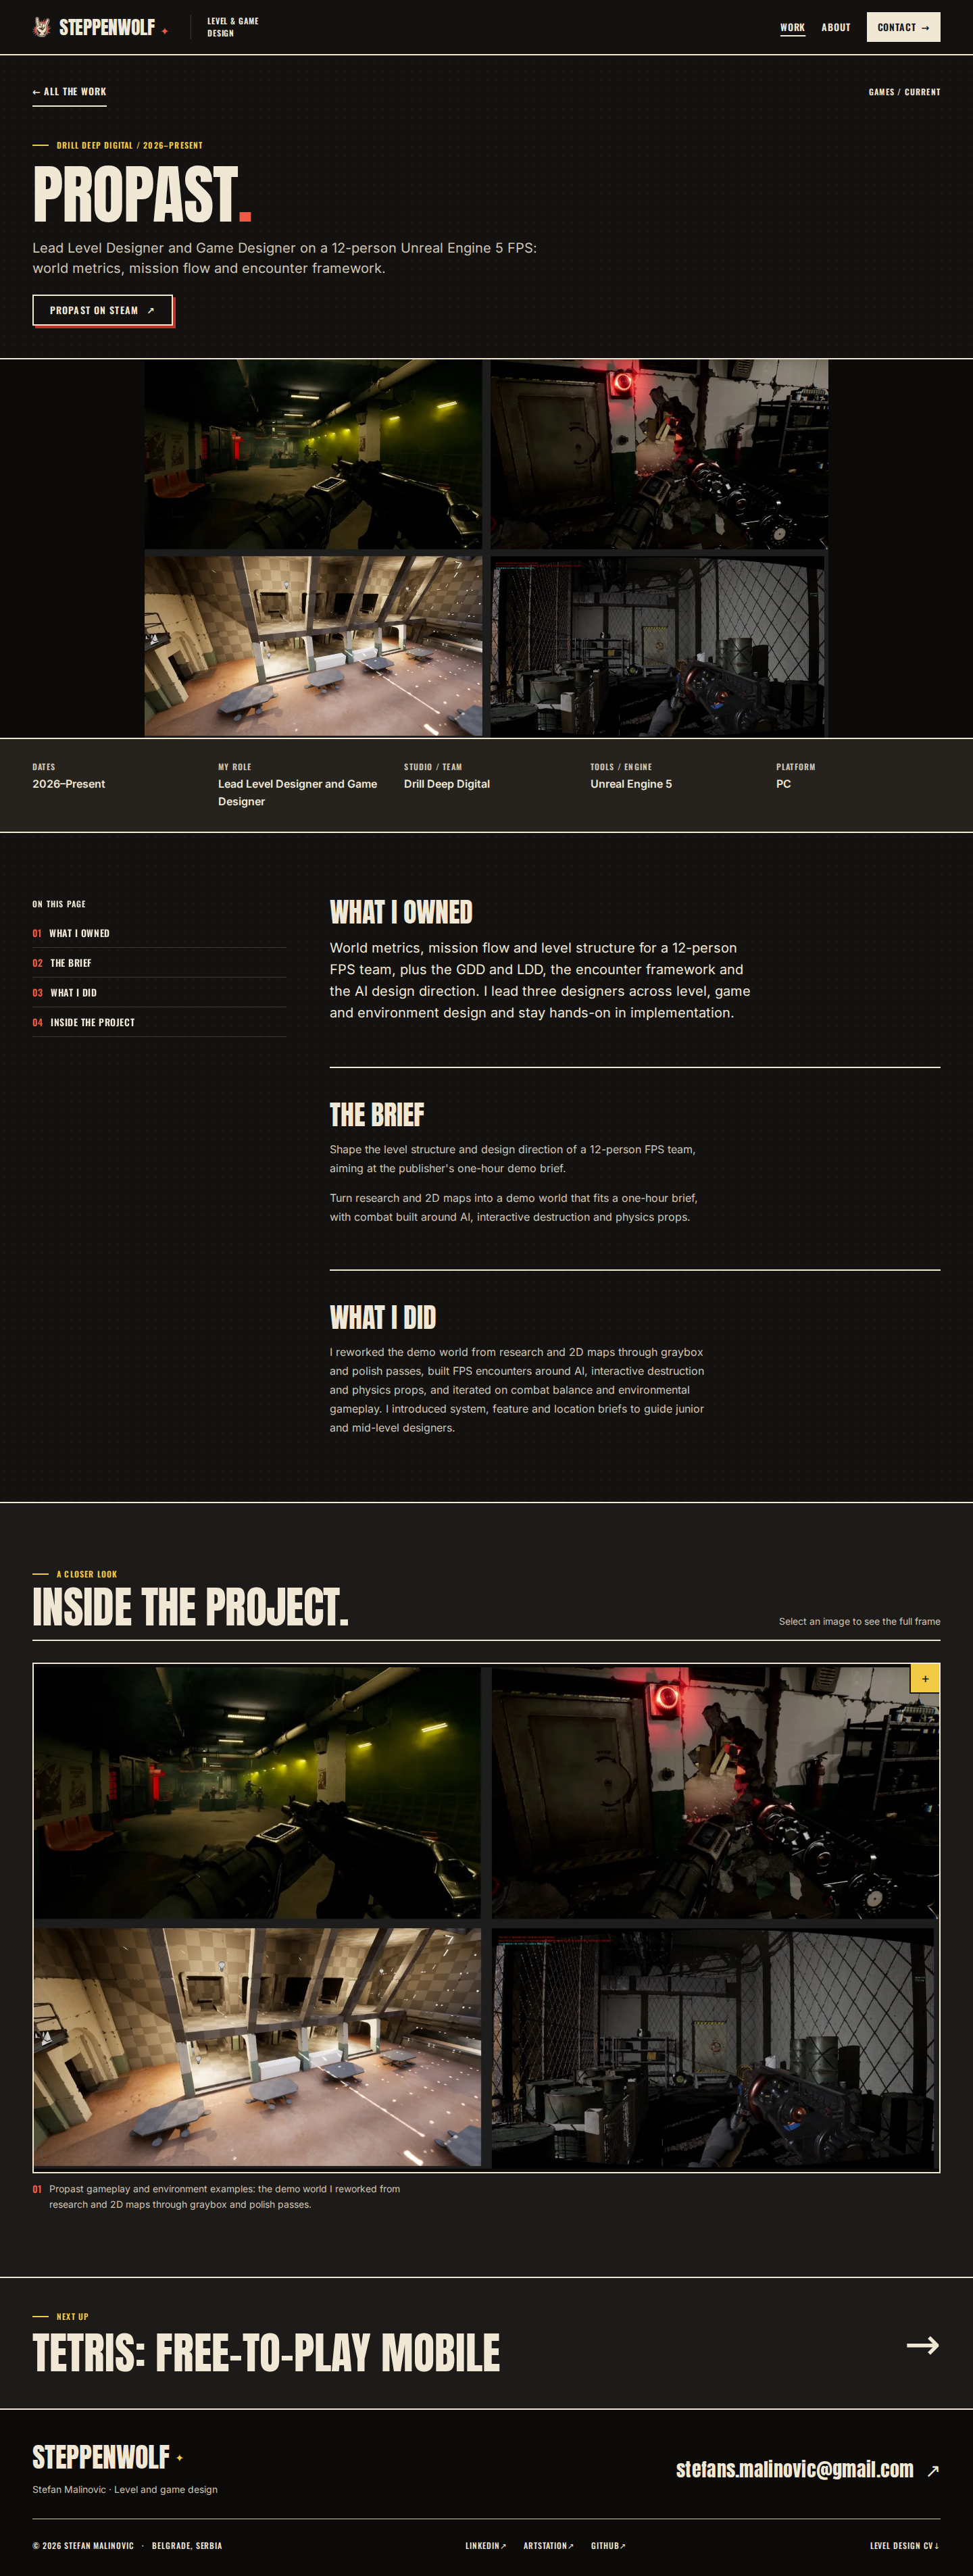 STEPPENWOLF
LEVEL & GAME
DESIGN
WORK
ABOUT
CONTACT →
← ALL THE WORK
GAMES / CURRENT
DRILL DEEP DIGITAL / 2026–PRESENT
PROPAST.
Lead Level Designer and Game Designer on a 12-person Unreal Engine 5 FPS:
world metrics, mission flow and encounter framework.
PROPAST ON STEAM ↗
DATES
2026–Present
MY ROLE
Lead Level Designer and Game
Designer
STUDIO / TEAM
Drill Deep Digital
TOOLS / ENGINE
Unreal Engine 5
PLATFORM
PC
ON THIS PAGE
01 WHAT I OWNED
02 THE BRIEF
03 WHAT I DID
04 INSIDE THE PROJECT
WHAT I OWNED
World metrics, mission flow and level structure for a 12-person
FPS team, plus the GDD and LDD, the encounter framework and
the AI design direction. I lead three designers across level, game
and environment design and stay hands-on in implementation.
THE BRIEF
Shape the level structure and design direction of a 12-person FPS team,
aiming at the publisher's one-hour demo brief.
Turn research and 2D maps into a demo world that fits a one-hour brief,
with combat built around AI, interactive destruction and physics props.
WHAT I DID
I reworked the demo world from research and 2D maps through graybox
and polish passes, built FPS encounters around AI, interactive destruction
and physics props, and iterated on combat balance and environmental
gameplay. I introduced system, feature and location briefs to guide junior
and mid-level designers.
A CLOSER LOOK
INSIDE THE PROJECT.
Select an image to see the full frame
+
01 Propast gameplay and environment examples: the demo world I reworked from
research and 2D maps through graybox and polish passes.
NEXT UP
TETRIS: FREE-TO-PLAY MOBILE →
STEPPENWOLF
Stefan Malinovic · Level and game design
stefans.malinovic@gmail.com ↗
© 2026 STEFAN MALINOVIC · BELGRADE, SERBIA
LINKEDIN↗ ARTSTATION↗ GITHUB↗
LEVEL DESIGN CV↓